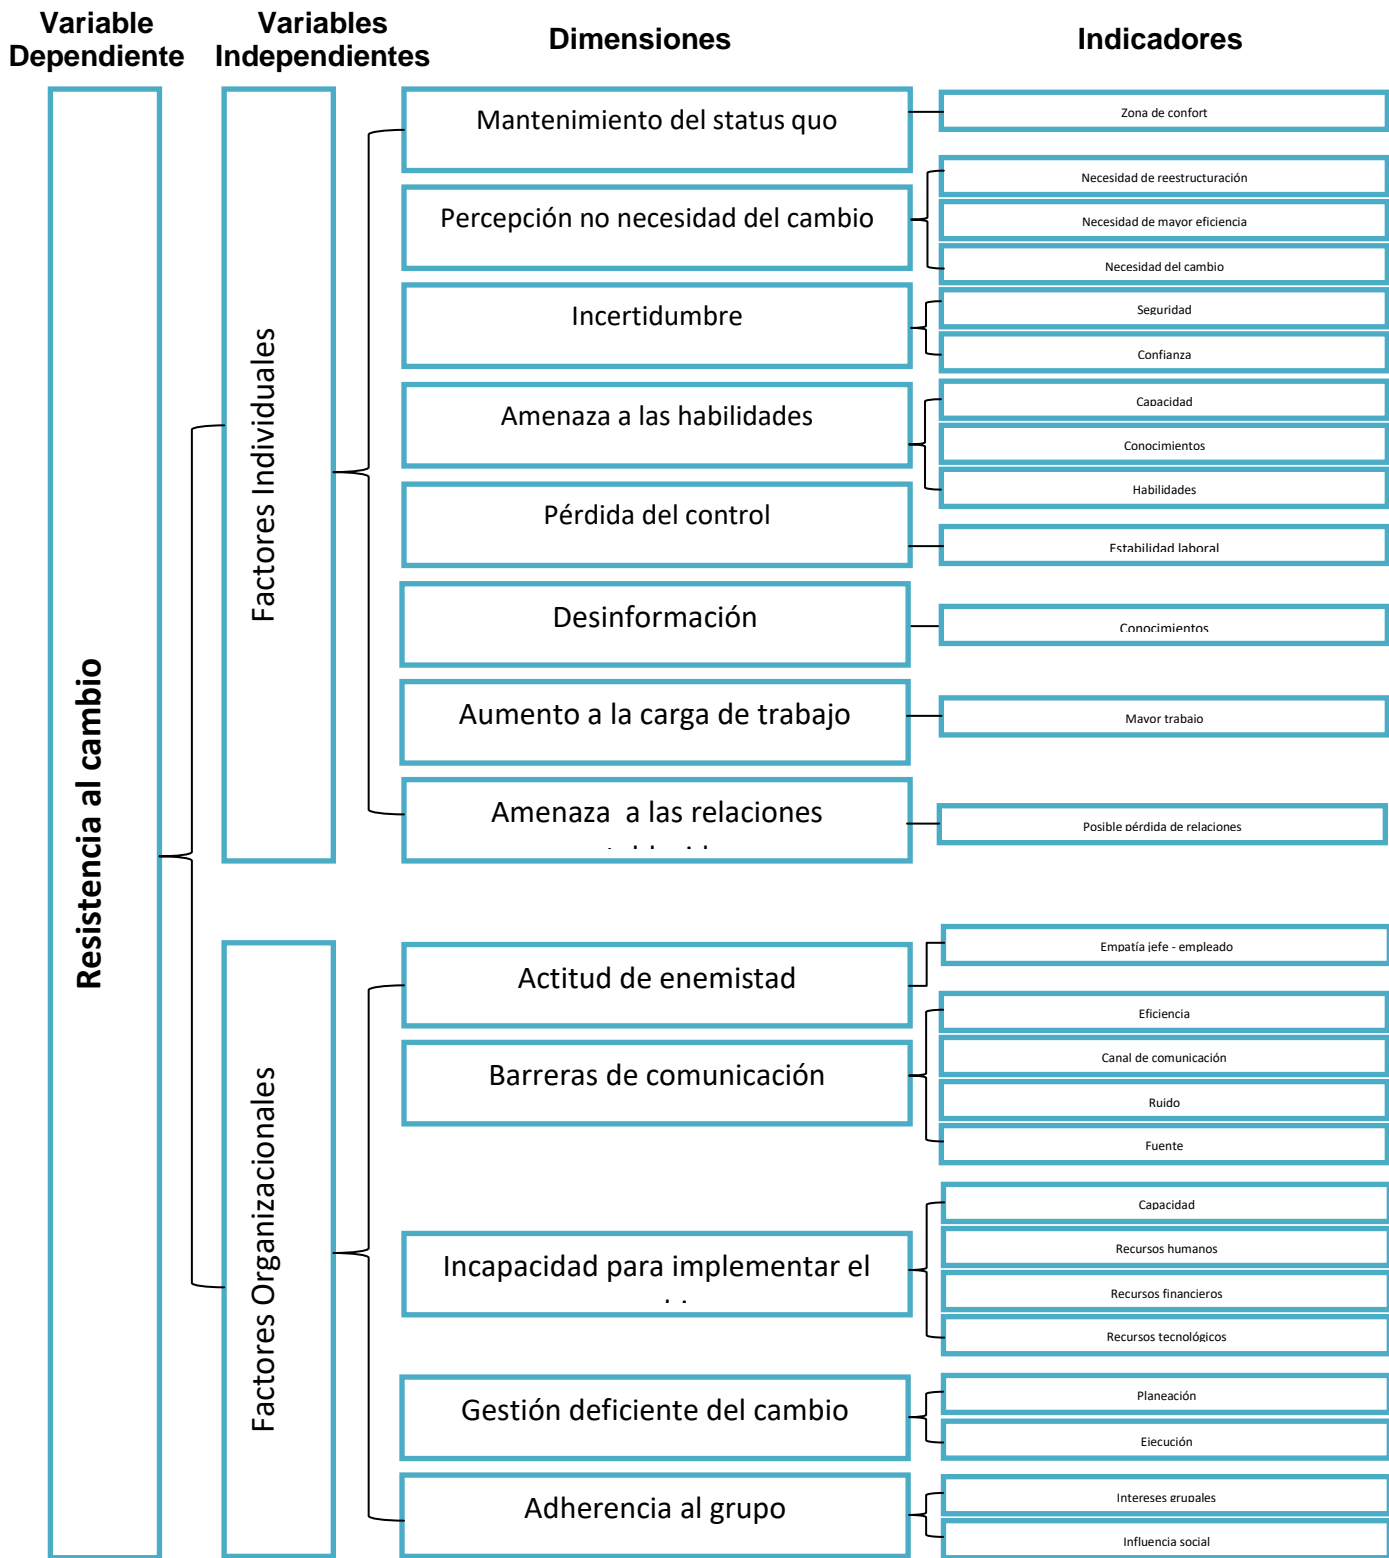 Variable
Dependiente
Variables
Independientes
Dimensiones
Indicadores
Resistencia al cambio
Factores Individuales
Mantenimiento del status quo
Zona de confort
Percepción no necesidad del cambio
Necesidad de reestructuración
Necesidad de mayor eficiencia
Necesidad del cambio
Incertidumbre
Seguridad
Confianza
Amenaza a las habilidades
Capacidad
Conocimientos
Habilidades
Pérdida del control
Estabilidad laboral
Desinformación
Conocimientos
Aumento a la carga de trabajo
Mayor trabajo
Amenaza a las relaciones
Posible pérdida de relaciones
Factores Organizacionales
Actitud de enemistad
Empatía jefe - empleado
Barreras de comunicación
Eficiencia
Canal de comunicación
Ruido
Fuente
Incapacidad para implementar el
Capacidad
Recursos humanos
Recursos financieros
Recursos tecnológicos
Gestión deficiente del cambio
Planeación
Ejecución
Adherencia al grupo
Intereses grupales
Influencia social